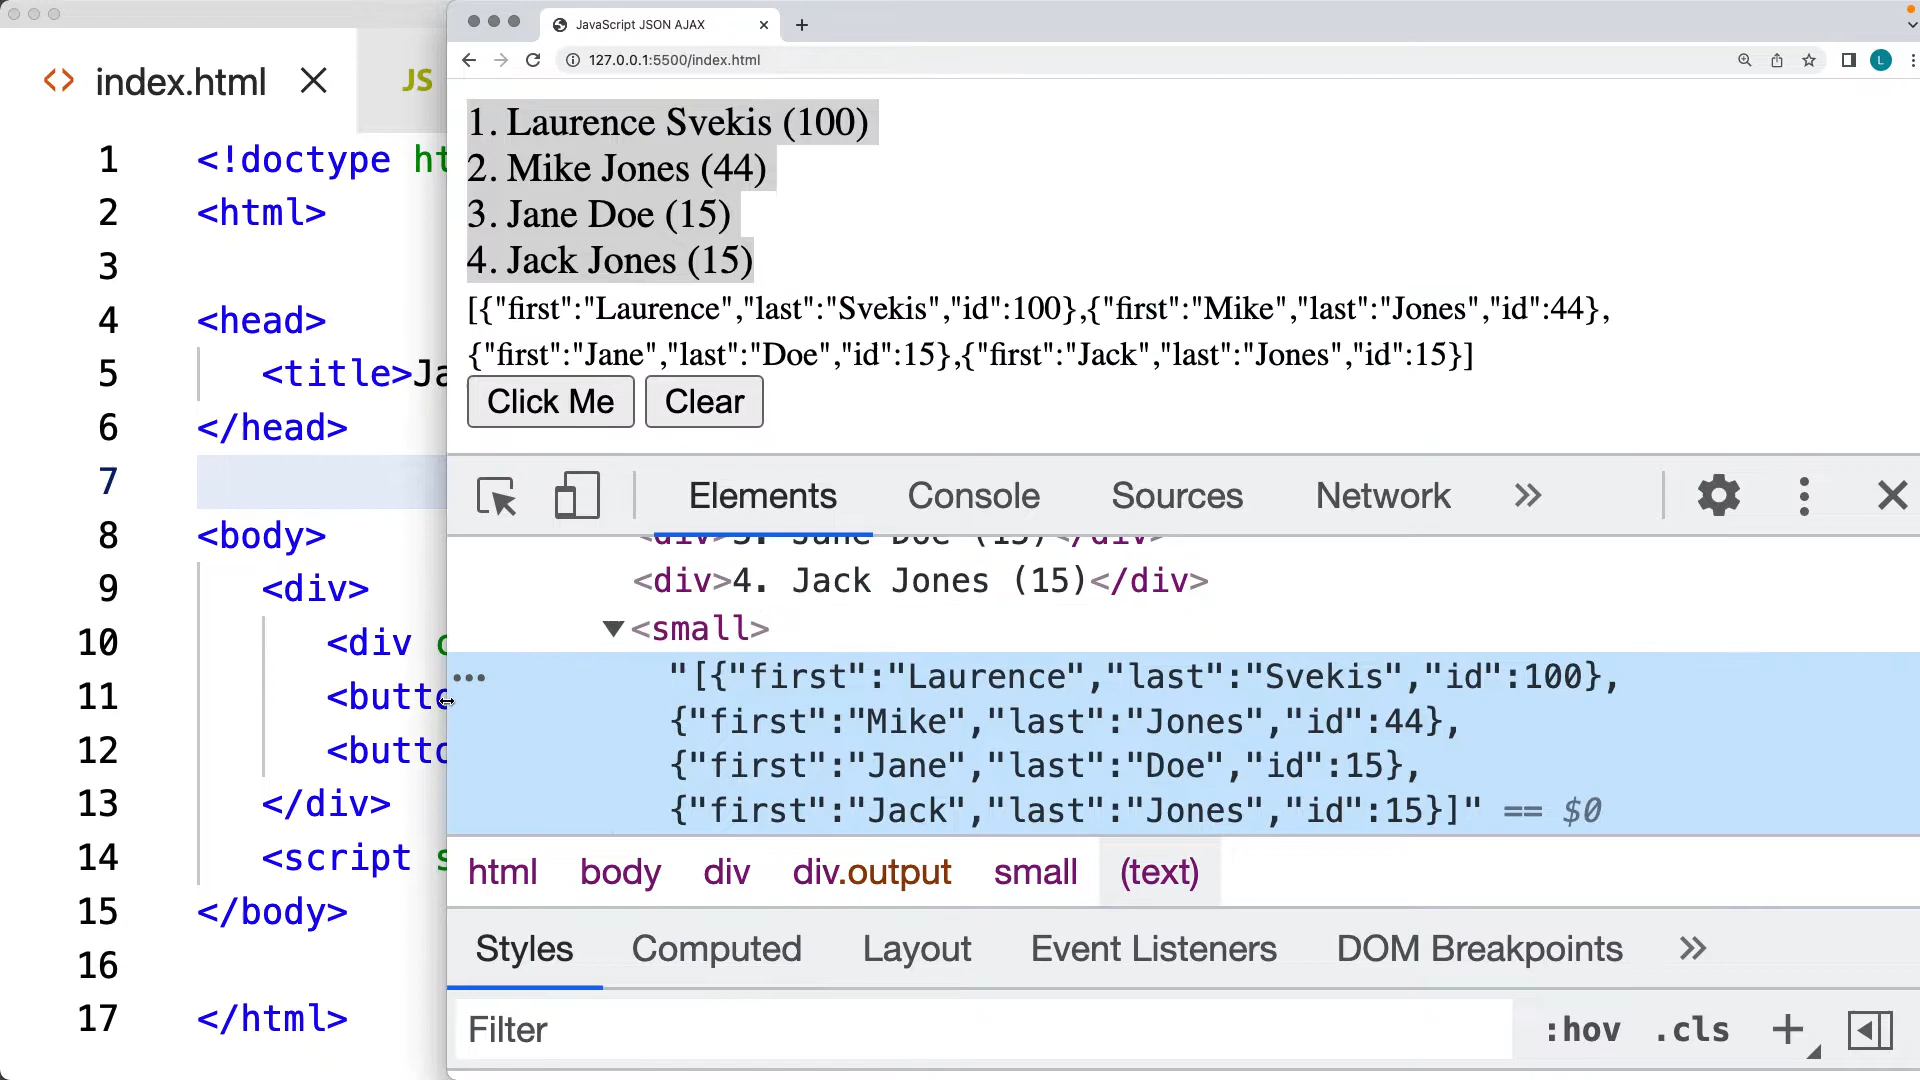 index.html
JS
1 <!doctype ht
2 <html>
3
4 <head>
5 <title>Ja
6 </head>
7
8 <body>
9 <div>
10 <div c
11 <butto
12 <butto
13 </div>
14 <script s
15 </body>
16
17 </html>
JavaScript JSON AJAX
127.0.0.1:5500/index.html
L
1. Laurence Svekis (100)
2. Mike Jones (44)
3. Jane Doe (15)
4. Jack Jones (15)
[{"first":"Laurence","last":"Svekis","id":100},{"first":"Mike","last":"Jones","id":44},
{"first":"Jane","last":"Doe","id":15},{"first":"Jack","last":"Jones","id":15}]
Click Me Clear
Elements Console Sources Network
<div>3. Jane Doe (15)</div>
<div>4. Jack Jones (15)</div>
<small>
"[{"first":"Laurence","last":"Svekis","id":100},
{"first":"Mike","last":"Jones","id":44},
{"first":"Jane","last":"Doe","id":15},
{"first":"Jack","last":"Jones","id":15}]" == $0
html body div div.output small (text)
Styles Computed Layout Event Listeners DOM Breakpoints
Filter :hov .cls